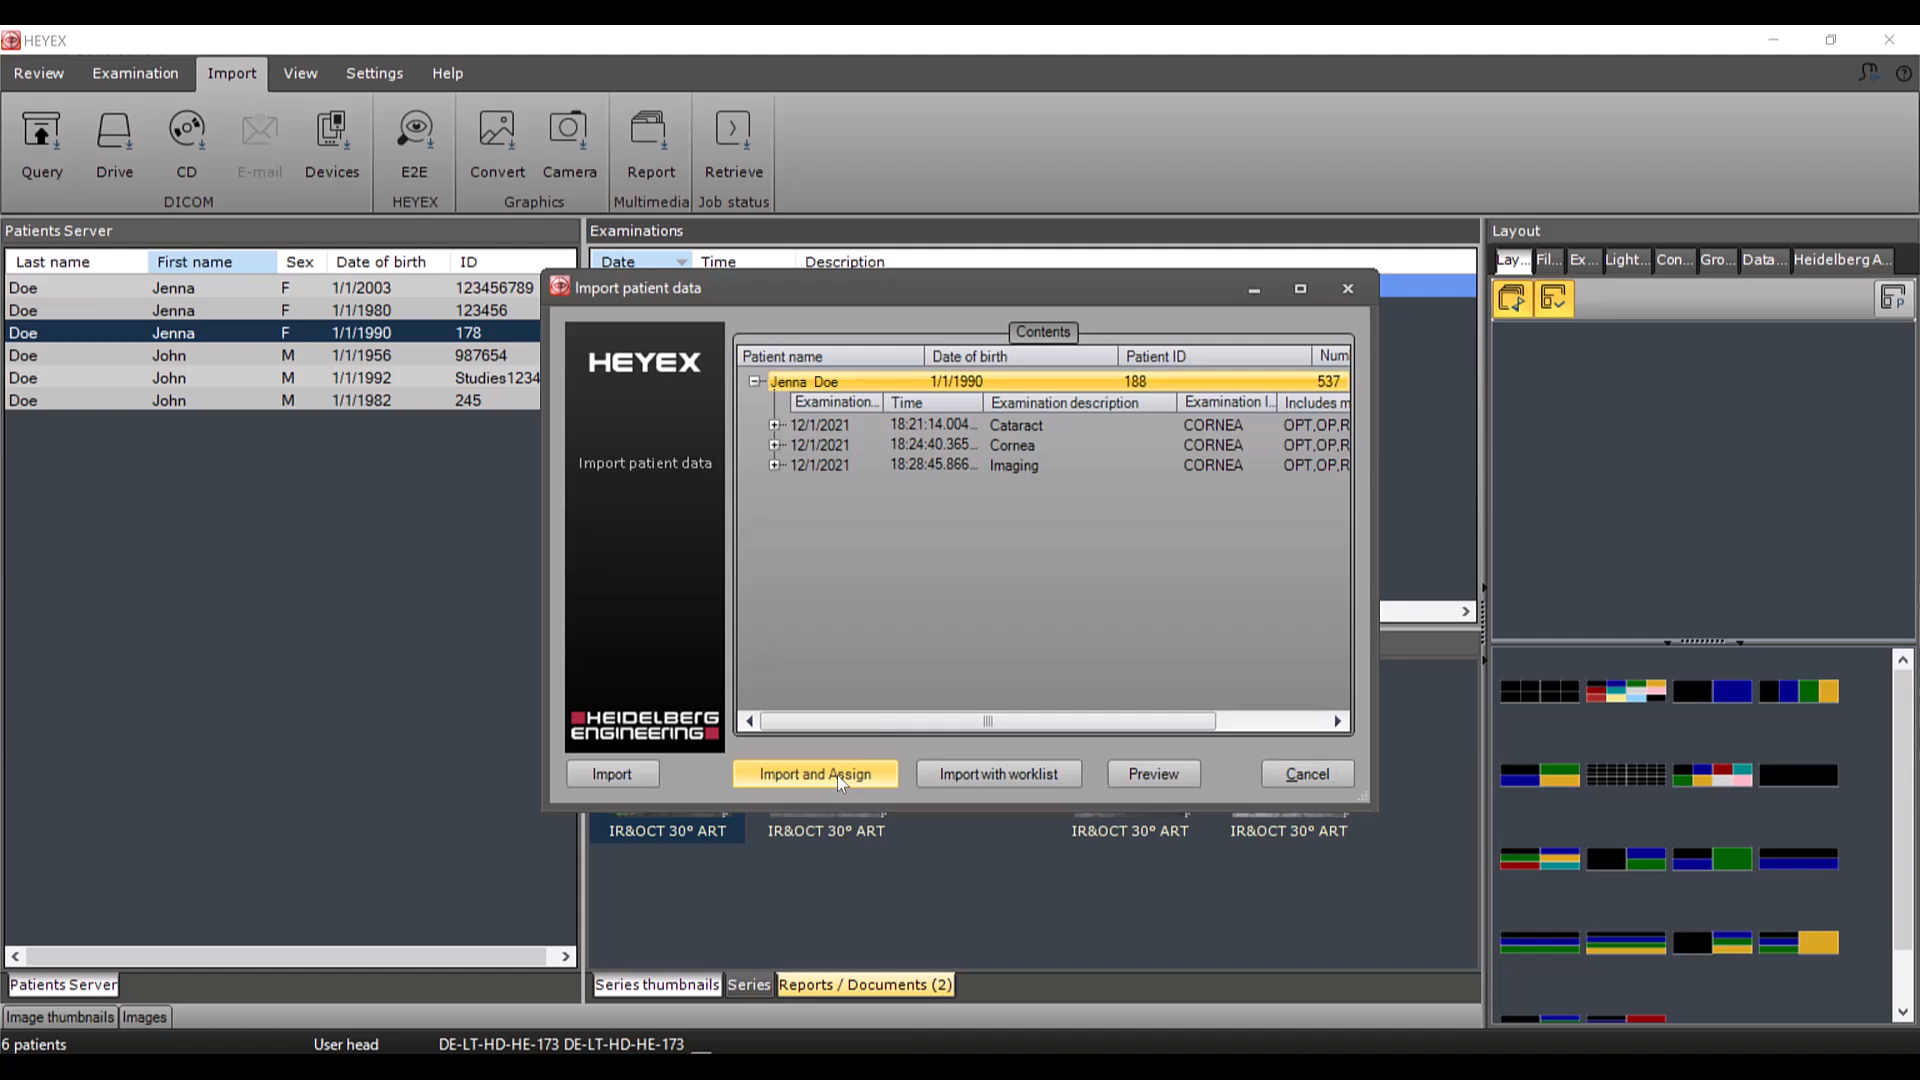 HEYEX
Review Examination Import View Settings Help
Query Drive CD E-mail Devices E2E Convert Camera Report Retrieve
DICOM HEYEX Graphics Multimedia Job status
Patients Server
Last name First name Sex Date of birth ID
Doe Jenna F 1/1/2003 123456789
Doe Jenna F 1/1/1980 123456
Doe Jenna F 1/1/1990 178
Doe John M 1/1/1956 987654
Doe John M 1/1/1992 Studies1234
Doe John M 1/1/1982 245
Patients Server
Examinations
Date Time Description
Import patient data
HEYEX
Import patient data
HEIDELBERG
ENGINEERING
Contents
Patient name Date of birth Patient ID Num
Jenna Doe 1/1/1990 188 537
Examination... Time Examination description Examination I... Includes m
12/1/2021 18:21:14.004... Cataract CORNEA OPT,OP,R
12/1/2021 18:24:40.365... Cornea CORNEA OPT,OP,R
12/1/2021 18:28:45.866... Imaging CORNEA OPT,OP,R
Import Import and Assign Import with worklist Preview Cancel
IR&OCT 30° ART IR&OCT 30° ART IR&OCT 30° ART IR&OCT 30° ART
Series thumbnails Series Reports / Documents (2)
Layout
Lay... Fil... Ex... Light... Con... Gro... Data... Heidelberg A...
P
Image thumbnails Images
6 patients User head DE-LT-HD-HE-173 DE-LT-HD-HE-173